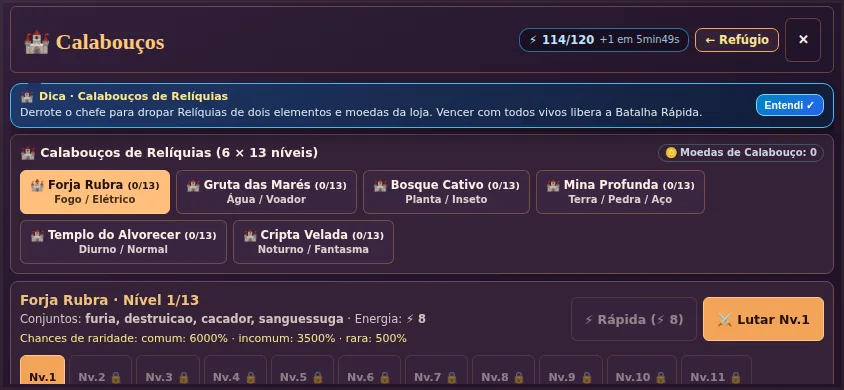 🏰 Calabouços
⚡ 114/120 +1 em 5min49s
← Refúgio
✕
🏰 Dica · Calabouços de Relíquias
Derrote o chefe para dropar Relíquias de dois elementos e moedas da loja. Vencer com todos vivos libera a Batalha Rápida.
Entendi ✓
🏰 Calabouços de Relíquias (6 × 13 níveis)
🪙 Moedas de Calabouço: 0
🏰 Forja Rubra (0/13)
Fogo / Elétrico
🏰 Gruta das Marés (0/13)
Água / Voador
🏰 Bosque Cativo (0/13)
Planta / Inseto
🏰 Mina Profunda (0/13)
Terra / Pedra / Aço
🏰 Templo do Alvorecer (0/13)
Diurno / Normal
🏰 Cripta Velada (0/13)
Noturno / Fantasma
Forja Rubra · Nível 1/13
Conjuntos: furia, destruicao, cacador, sanguessuga · Energia: ⚡ 8
Chances de raridade: comum: 6000% · incomum: 3500% · rara: 500%
⚡ Rápida (⚡ 8)
⚔️ Lutar Nv.1
Nv.1 Nv.2 🔒 Nv.3 🔒 Nv.4 🔒 Nv.5 🔒 Nv.6 🔒 Nv.7 🔒 Nv.8 🔒 Nv.9 🔒 Nv.10 🔒 Nv.11 🔒